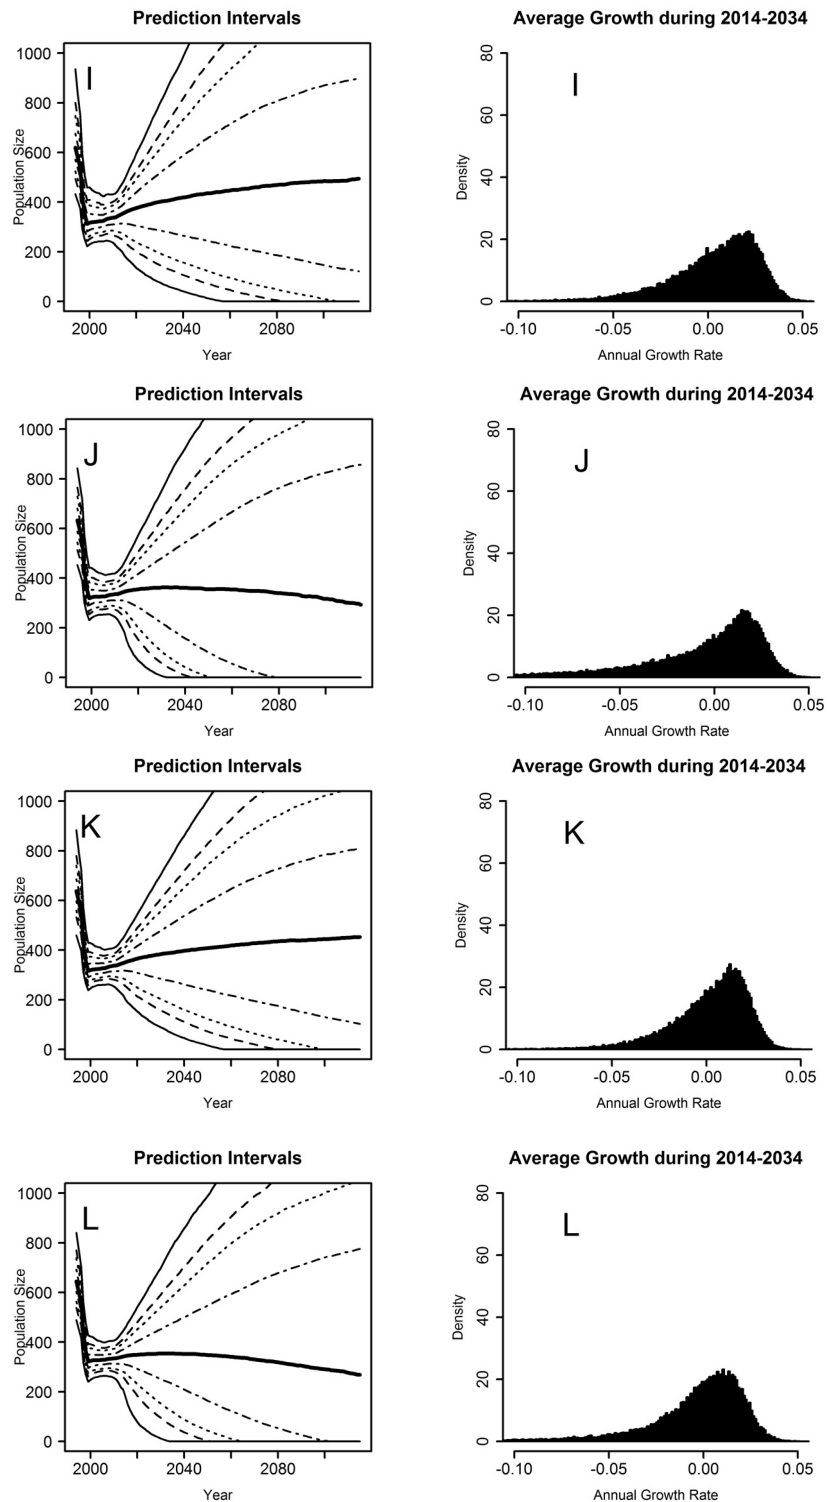 Prediction Intervals
Average Growth during 2014-2034
I
Population Size
1000
800
600
400
200
0
2000 2040 2080
Year
I
Density
80
60
40
20
0
-0.10 -0.05 0.00 0.05
Annual Growth Rate
Prediction Intervals
Average Growth during 2014-2034
J
Population Size
1000
800
600
400
200
0
2000 2040 2080
Year
J
Density
80
60
40
20
0
-0.10 -0.05 0.00 0.05
Annual Growth Rate
Prediction Intervals
Average Growth during 2014-2034
K
Population Size
1000
800
600
400
200
0
2000 2040 2080
Year
K
Density
80
60
40
20
0
-0.10 -0.05 0.00 0.05
Annual Growth Rate
Prediction Intervals
Average Growth during 2014-2034
L
Population Size
1000
800
600
400
200
0
2000 2040 2080
Year
L
Density
80
60
40
20
0
-0.10 -0.05 0.00 0.05
Annual Growth Rate